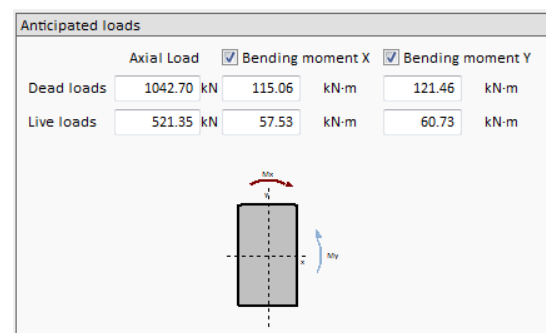 Anticipated loads
Axial Load Bending moment X Bending moment Y
Dead loads 1042.70 kN 115.06 kN·m 121.46 kN·m
Live loads 521.35 kN 57.53 kN·m 60.73 kN·m
Mx
Y
x
My